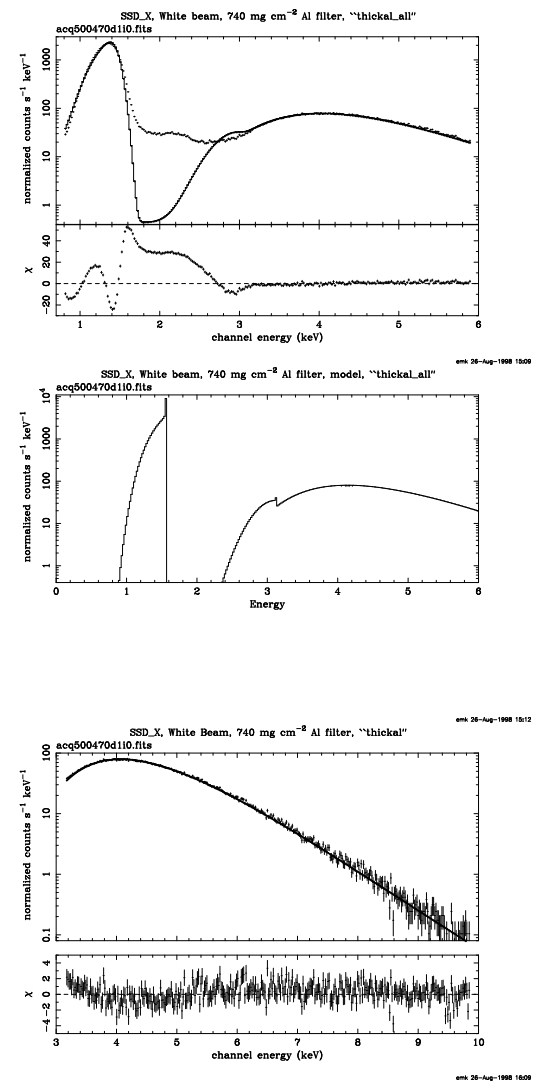 SSD_X, White beam, 740 mg cm−2 Al filter, ``thickal_all''
acq500470d1i0.fits
normalized counts s−1 keV−1
1000
100
10
1
χ
40
20
0
−20
1 2 3 4 5 6
channel energy (keV)
emk 26-Aug-1998 15:09
SSD_X, White beam, 740 mg cm−2 Al filter, model, ``thickal_all''
acq500470d1i0.fits
normalized counts s−1 keV−1
10^4
1000
100
10
1
0 1 2 3 4 5 6
Energy
emk 26-Aug-1998 15:12
SSD_X, White Beam, 740 mg cm−2 Al filter, ``thickal''
acq500470d1i0.fits
normalized counts s−1 keV−1
100
10
1
0.1
χ
4
2
0
−2
−4
3 4 5 6 7 8 9 10
channel energy (keV)
emk 26-Aug-1998 16:09